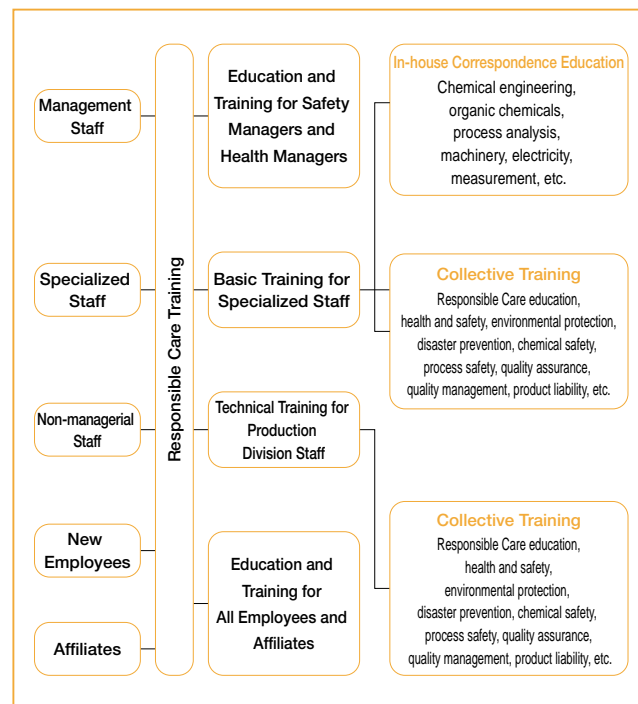 Management
Staff
Specialized
Staff
Non-managerial
Staff
New
Employees
Affiliates
Responsible Care Training
Education and
Training for Safety
Managers and
Health Managers
Basic Training for
Specialized Staff
Technical Training for
Production
Division Staff
Education and
Training for
All Employees and
Affiliates
In-house Correspondence Education
Chemical engineering,
organic chemicals,
process analysis,
machinery, electricity,
measurement, etc.
Collective Training
Responsible Care education,
health and safety, environmental protection,
disaster prevention, chemical safety,
process safety, quality assurance,
quality management, product liability, etc.
Collective Training
Responsible Care education,
health and safety,
environmental protection,
disaster prevention, chemical safety,
process safety, quality assurance,
quality management, product liability, etc.